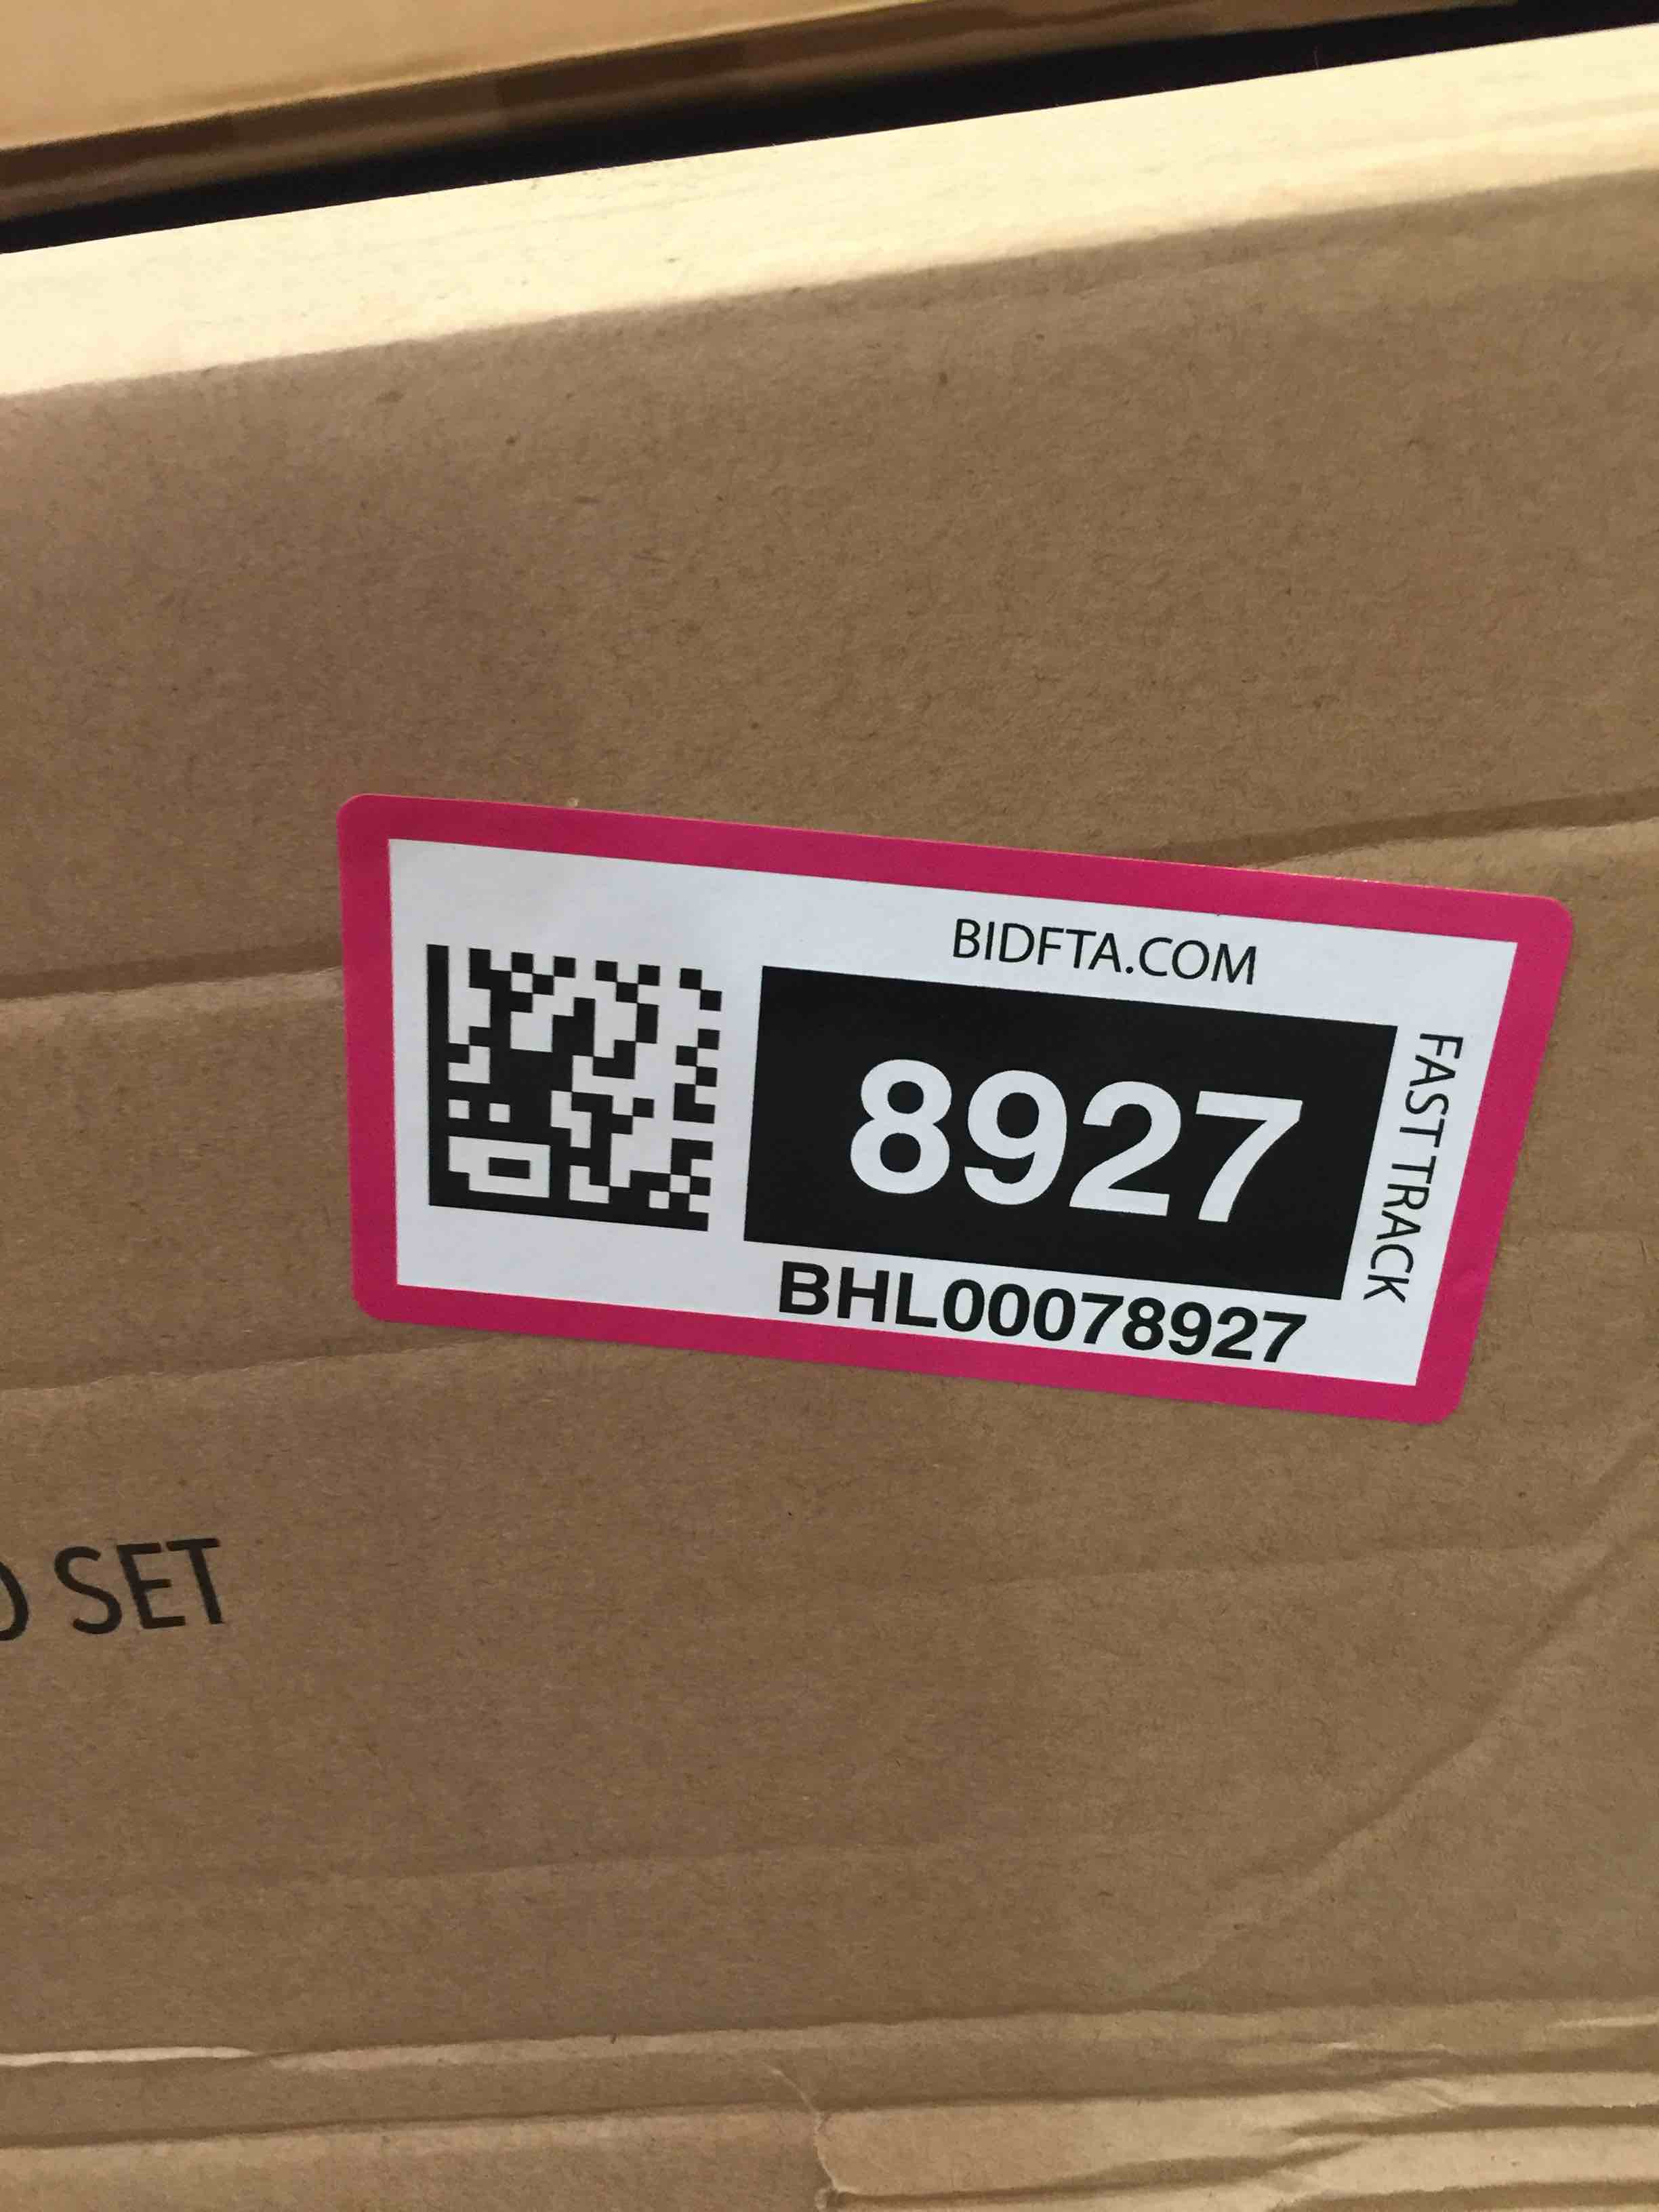 BIDFTA.COM
8927
FAST TRACK
BHL00078927
SET